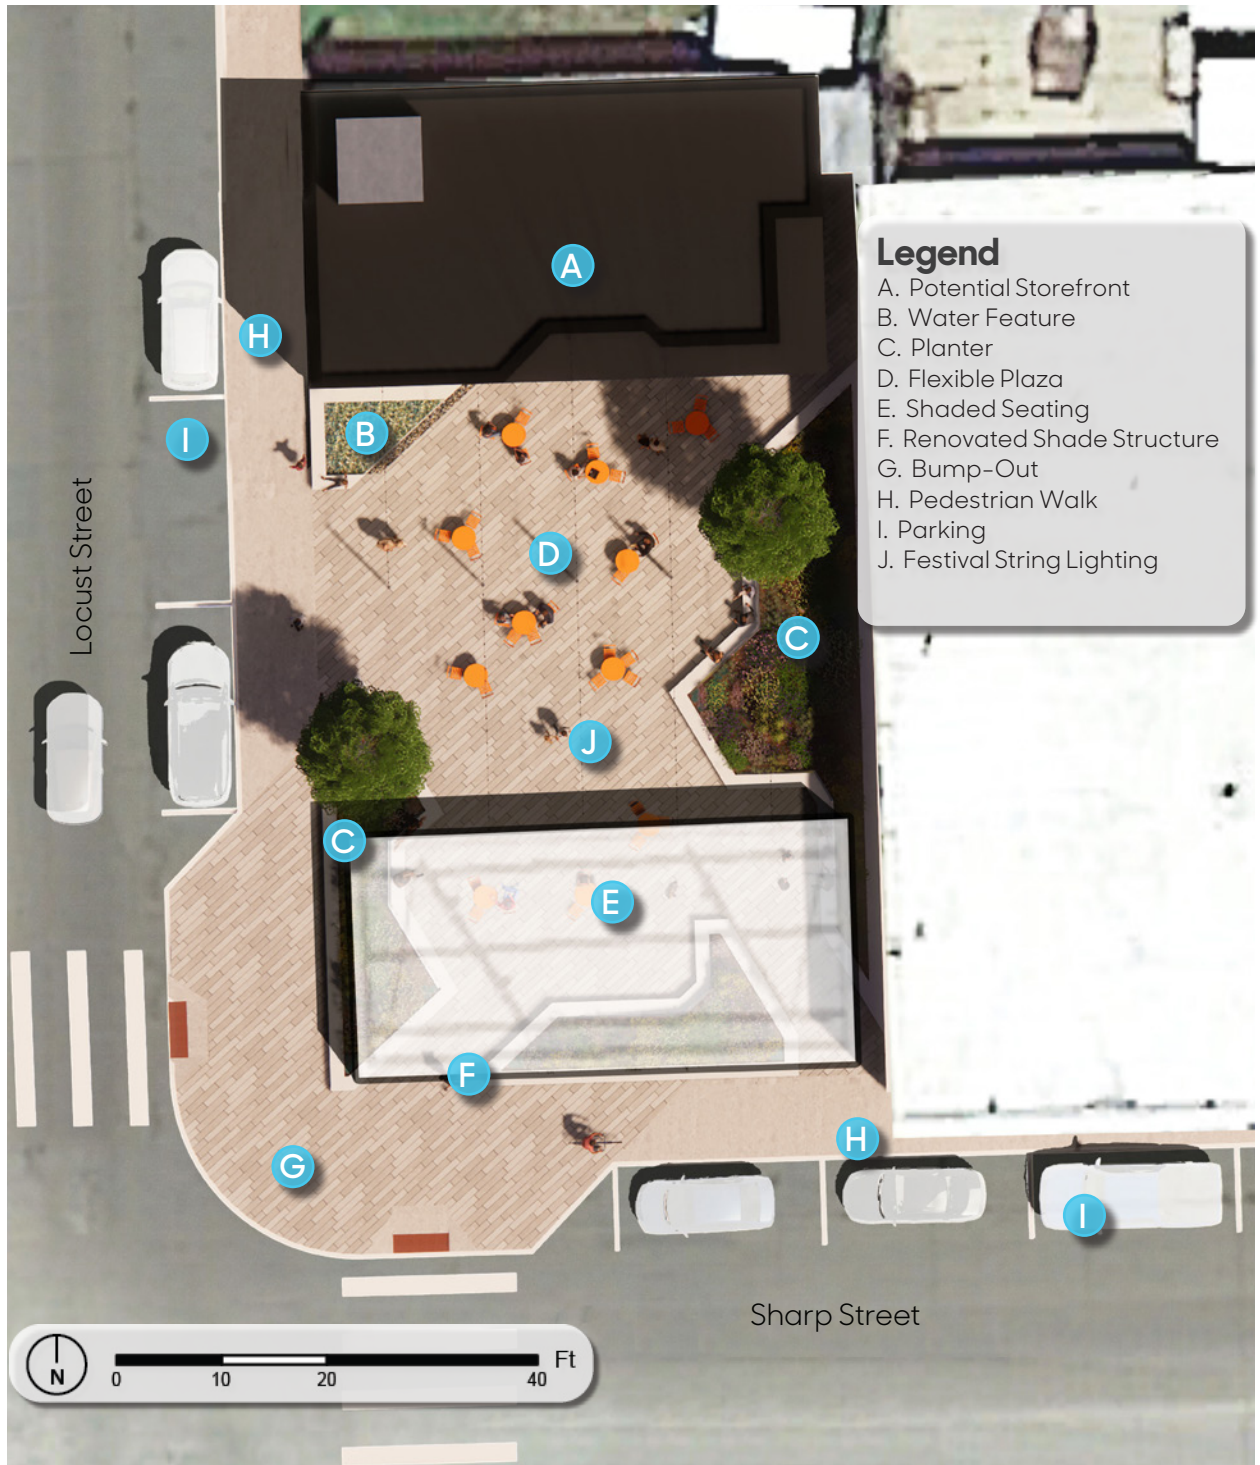 A
Legend
A. Potential Storefront
B. Water Feature
C. Planter
D. Flexible Plaza
E. Shaded Seating
F. Renovated Shade Structure
G. Bump-Out
H. Pedestrian Walk
I. Parking
J. Festival String Lighting
H
B
I
Locust Street
D
C
J
C
E
F
H
G
I
Sharp Street
N
0 10 20 40 Ft